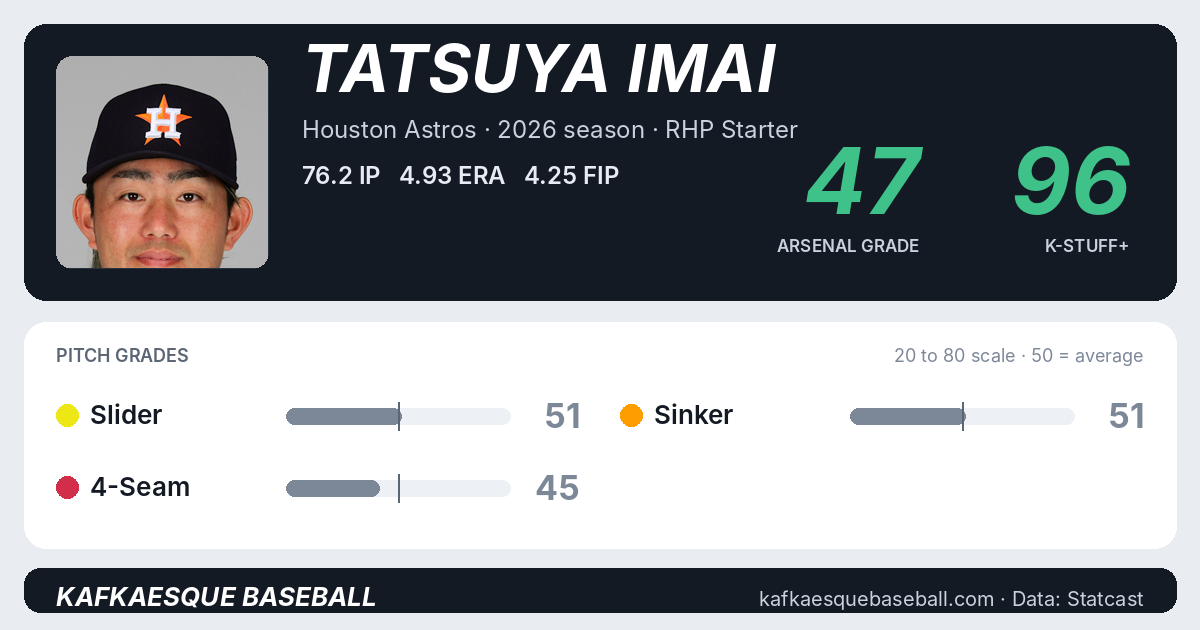 TATSUYA IMAI
Houston Astros · 2026 season · RHP Starter
76.2 IP 4.93 ERA 4.25 FIP
47 96
ARSENAL GRADE K-STUFF+
H
PITCH GRADES 20 to 80 scale · 50 = average
Slider 51 Sinker 51
4-Seam 45
KAFKAESQUE BASEBALL kafkaesquebaseball.com · Data: Statcast